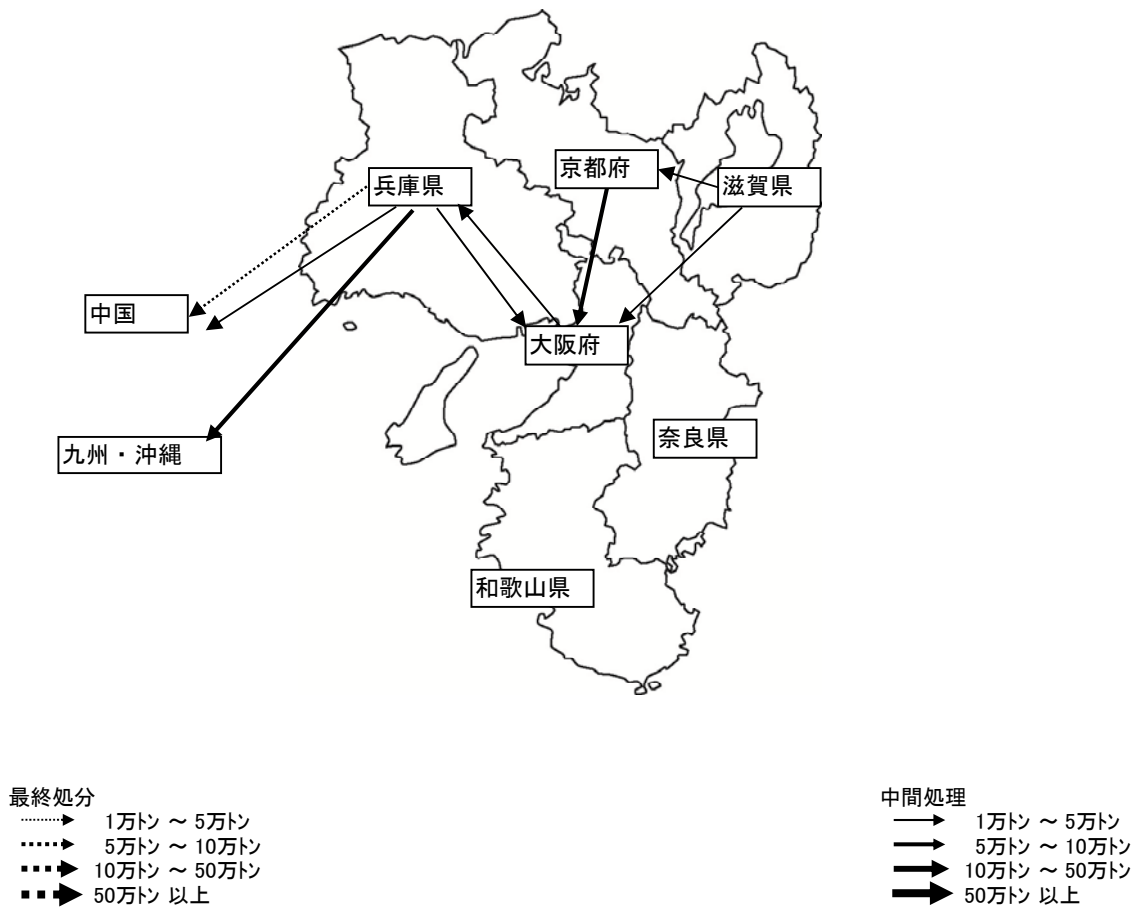 京都府
兵庫県
滋賀県
中国
大阪府
奈良県
九州・沖縄
和歌山県
最終処分
1万トン ～ 5万トン
5万トン ～ 10万トン
10万トン ～ 50万トン
50万トン 以上
中間処理
1万トン ～ 5万トン
5万トン ～ 10万トン
10万トン ～ 50万トン
50万トン 以上